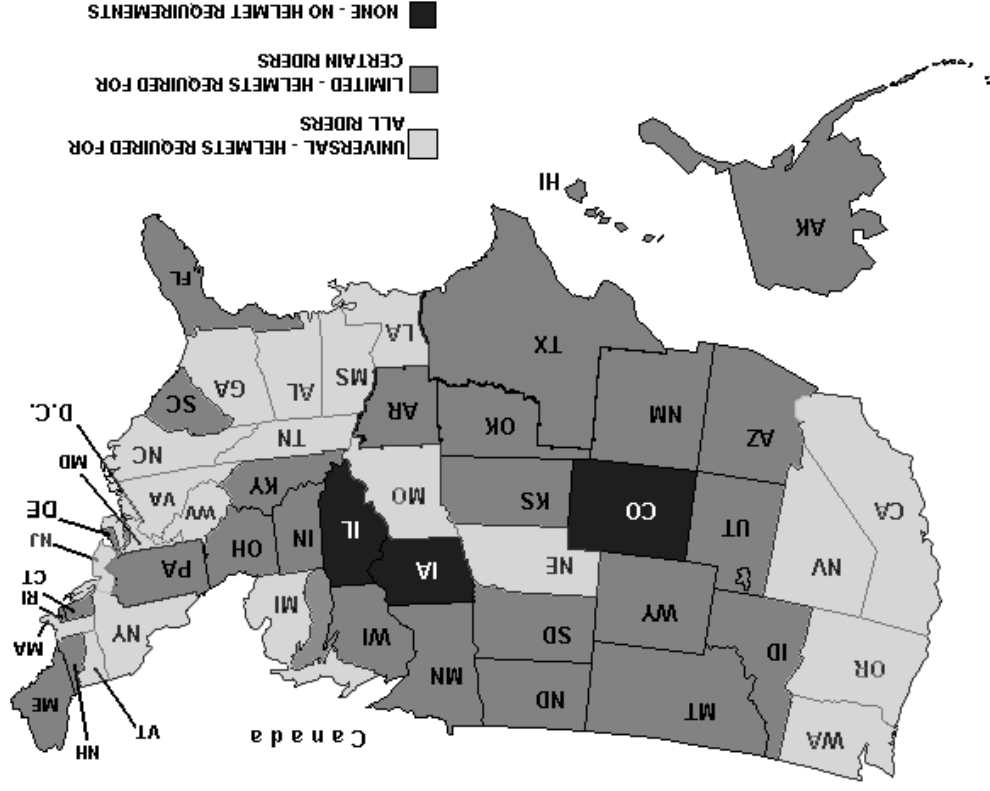 Canada
WA
OR
CA
NV
ID
MT
WY
UT
AZ
CO
NM
ND
SD
NE
KS
OK
TX
MN
IA
MO
AR
LA
WI
IL
MI
IN
OH
KY
TN
MS
AL
GA
FL
SC
NC
VA
WV
PA
NY
VT
NH
ME
MA
RI
CT
NJ
DE
MD
D.C.
AK
HI
UNIVERSAL - HELMETS REQUIRED FOR
ALL RIDERS
LIMITED - HELMETS REQUIRED FOR
CERTAIN RIDERS
NONE - NO HELMET REQUIREMENTS